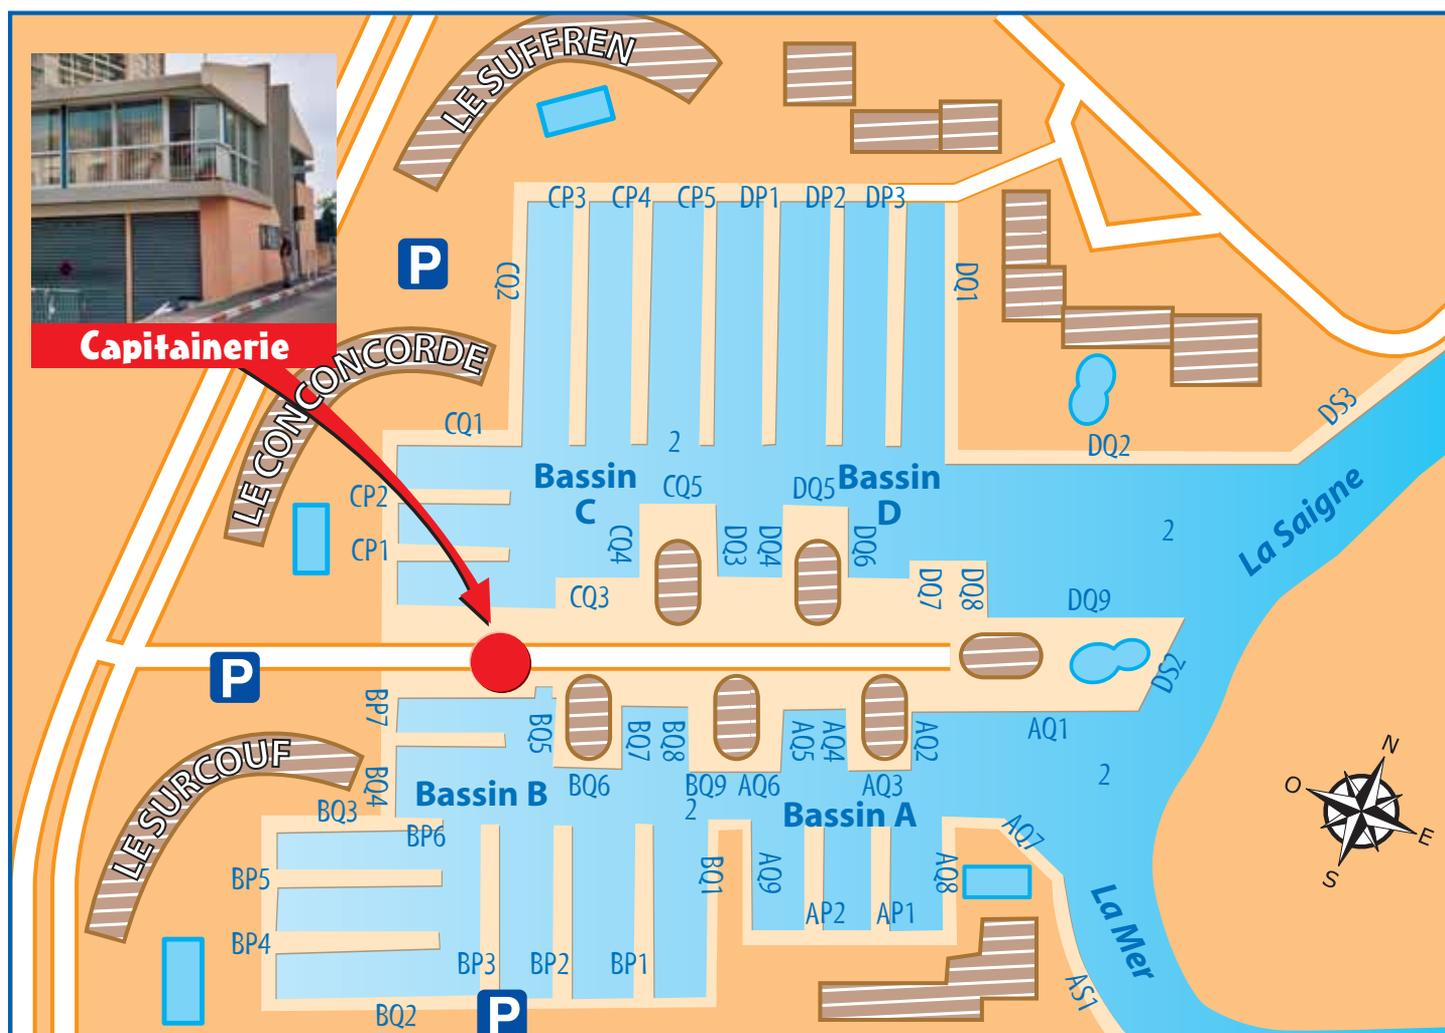 LE SUFFREN
CP3 CP4 CP5 DP1 DP2 DP3
P
CQ2
DQ1
Capitainerie
LE CONCONCORDE
CQ1
2
DQ2
DS3
Bassin
C
CQ5
DQ5
Bassin
D
CP2
CP1
CQ4
DQ3
DQ4
DQ6
2
La Saigne
CQ3
DQ7
DQ8
DQ9
P
DS2
BP7
BQ5
BQ7
BQ8
AQ5
AQ4
AQ2
AQ1
LE SURCOUF
BQ4
BQ6
BQ9
AQ6
AQ3
2
N
O
E
S
Bassin B
2
Bassin A
BQ3
BP6
AQ7
BP5
BQ1
AQ9
AQ8
AP2
AP1
La Mer
BP4
BP3
BP2
BP1
AS1
BQ2
P